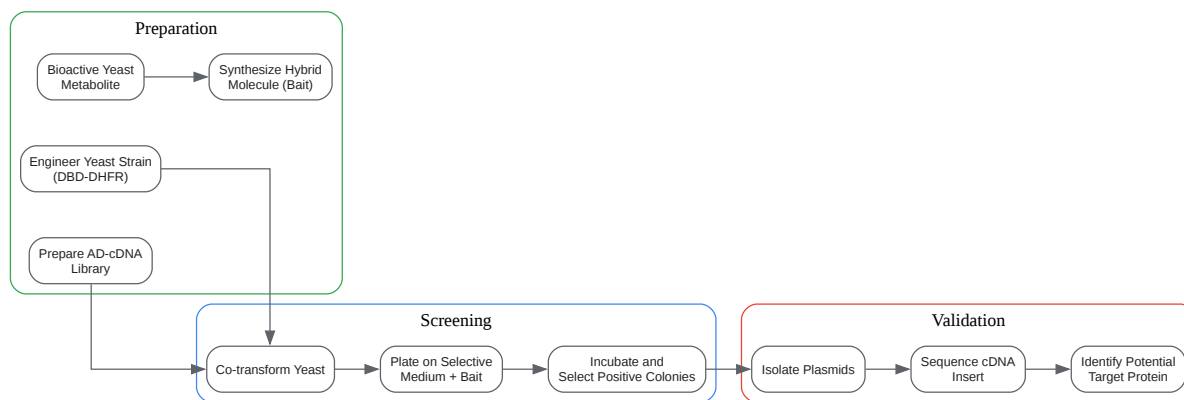 Preparation
Bioactive Yeast
Metabolite
Synthesize Hybrid
Molecule (Bait)
Engineer Yeast Strain
(DBD-DHFR)
Prepare AD-cDNA
Library
Screening
Co-transform Yeast
Plate on Selective
Medium + Bait
Incubate and
Select Positive Colonies
Validation
Isolate Plasmids
Sequence cDNA
Insert
Identify Potential
Target Protein